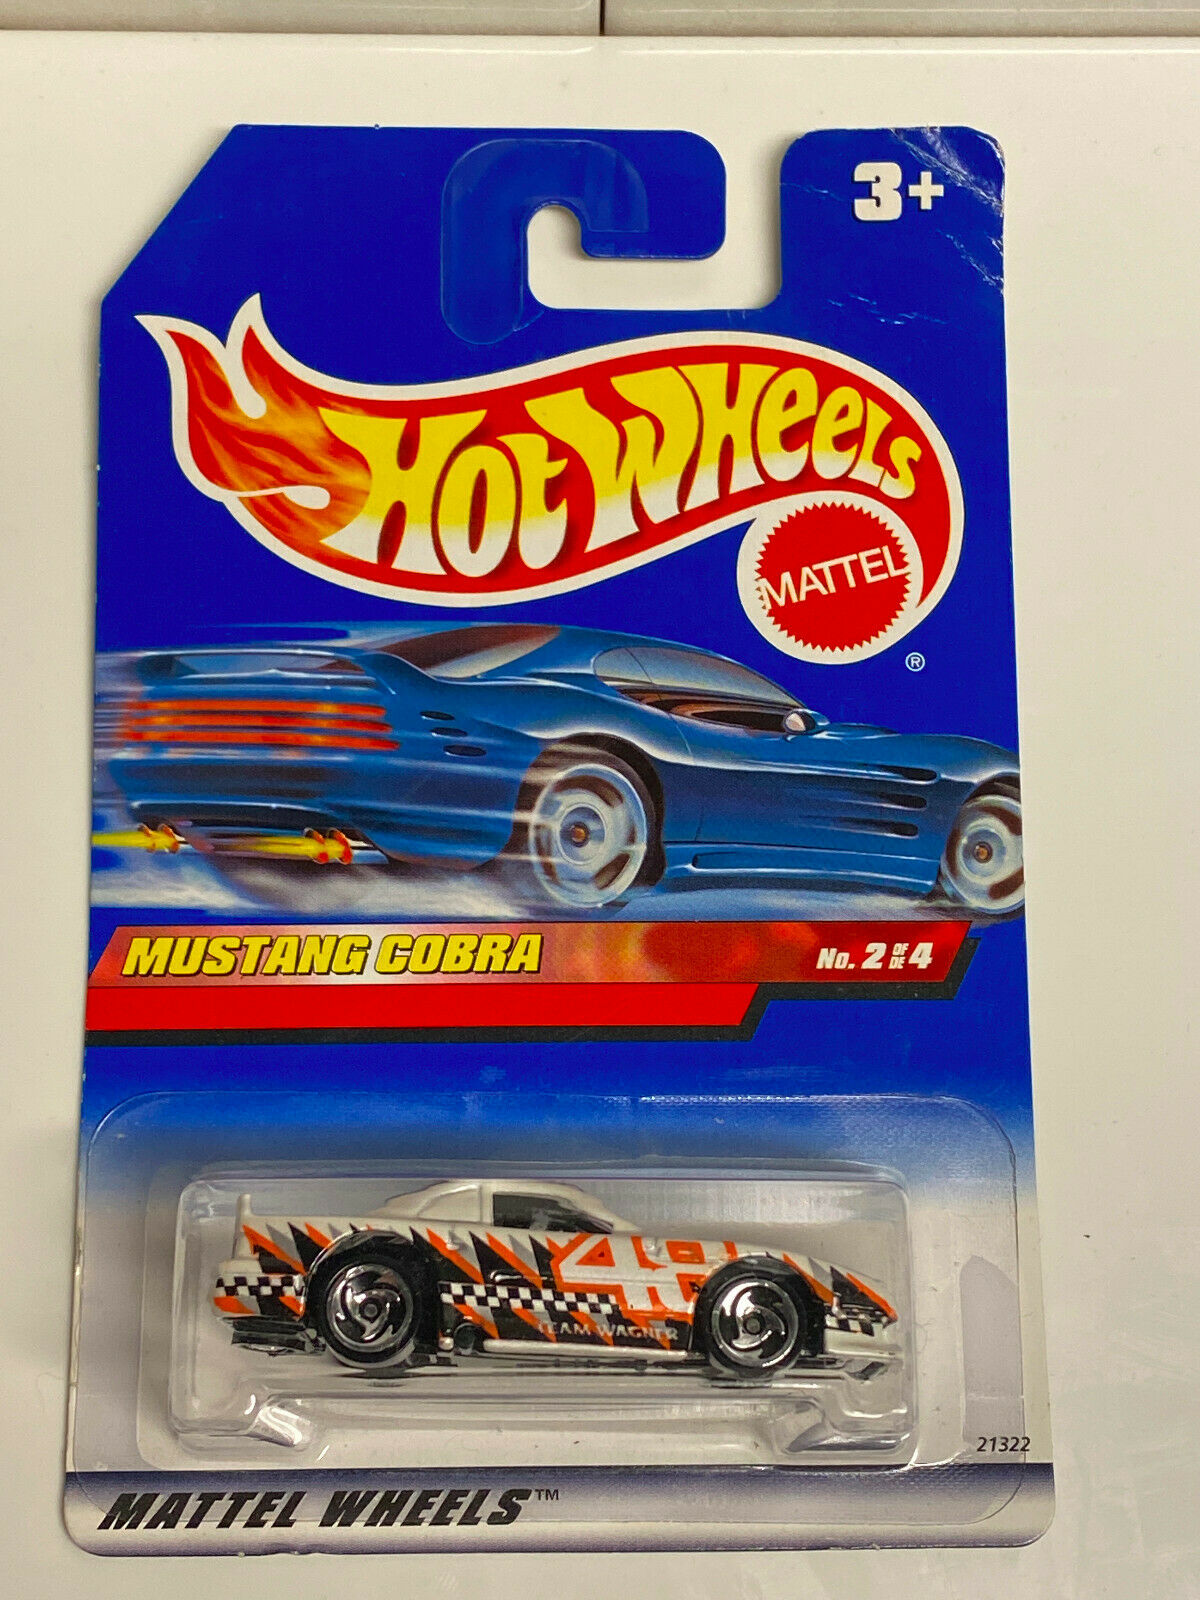 3+
HOT WHEELS
MATTEL
®
MUSTANG COBRA
No. 2 OF DE 4
48
TEAM WAGNER
21322
MATTEL WHEELS™